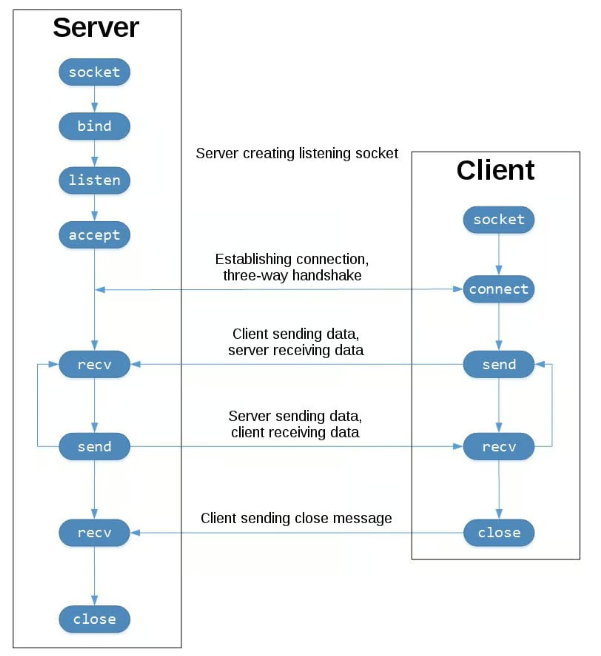 Server
socket
bind
listen
accept
recv
send
recv
close
Server creating listening socket
Establishing connection,
three-way handshake
Client sending data,
server receiving data
Server sending data,
client receiving data
Client sending close message
Client
socket
connect
send
recv
close